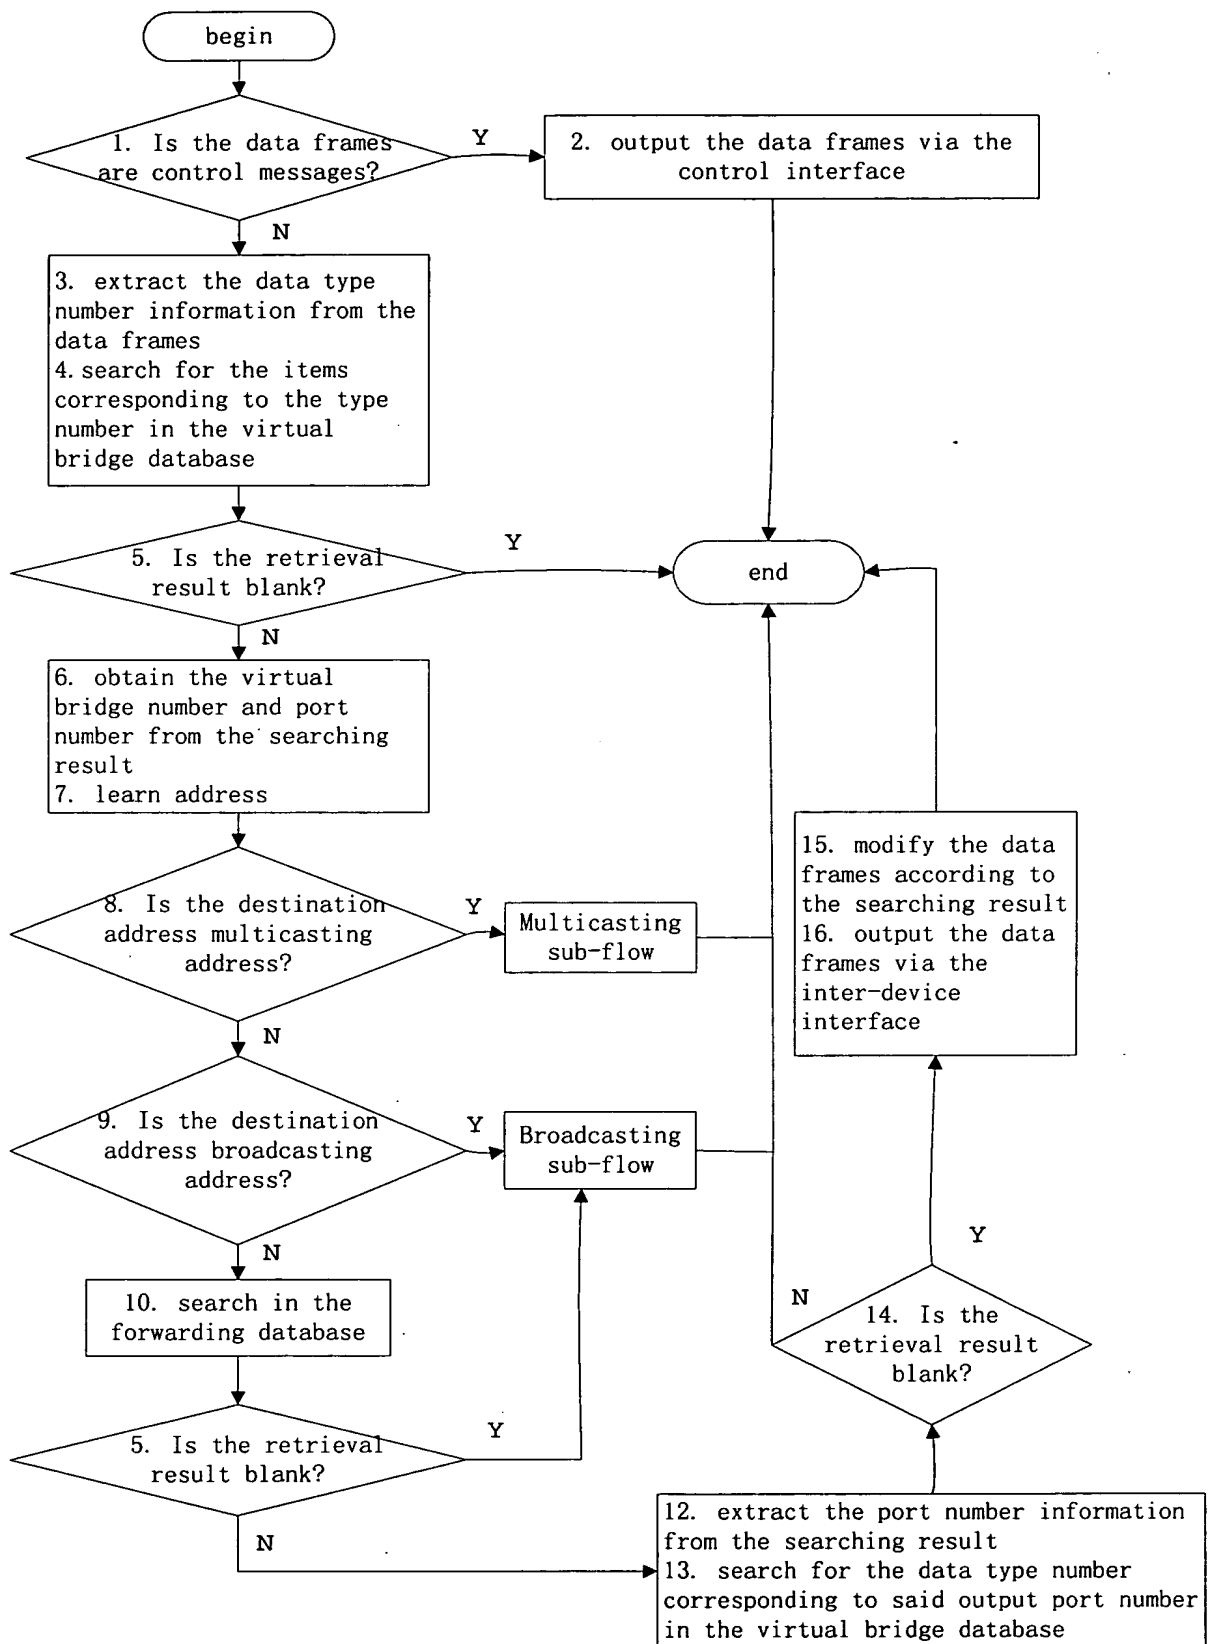 begin
1. Is the data frames
are control messages?
Y
2. output the data frames via the
control interface
N
3. extract the data type
number information from the
data frames
4. search for the items
corresponding to the type
number in the virtual
bridge database
5. Is the retrieval
result blank?
Y
end
N
6. obtain the virtual
bridge number and port
number from the searching
result
7. learn address
8. Is the destination
address multicasting
address?
Y
Multicasting
sub-flow
15. modify the data
frames according to
the searching result
16. output the data
frames via the
inter-device
interface
N
9. Is the destination
address broadcasting
address?
Y
Broadcasting
sub-flow
N
10. search in the
forwarding database
Y
N
14. Is the
retrieval result
blank?
5. Is the retrieval
result blank?
Y
N
12. extract the port number information
from the searching result
13. search for the data type number
corresponding to said output port number
in the virtual bridge database